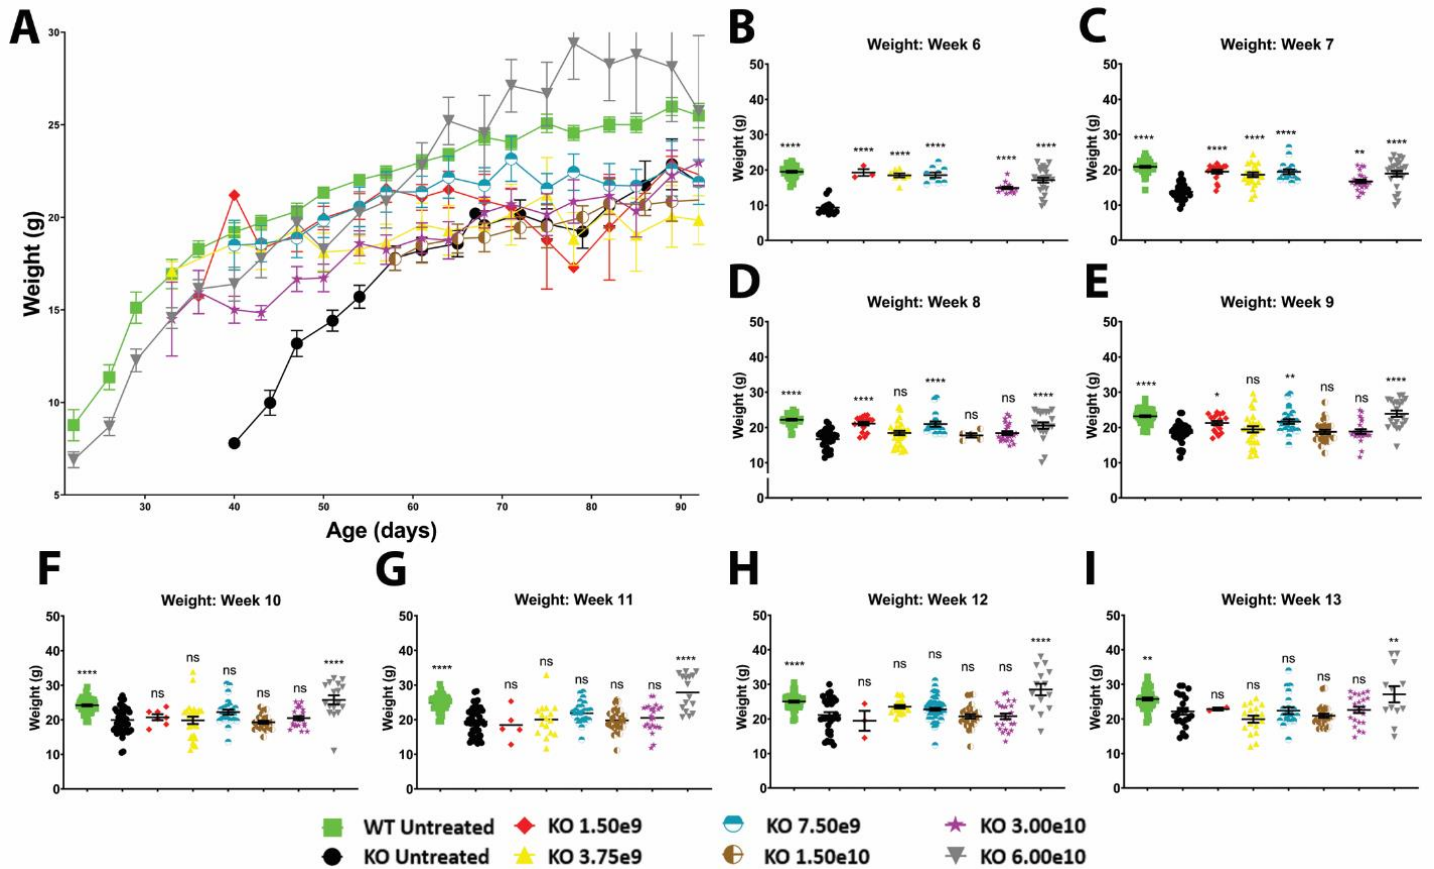 A
30
25
20
15
10
5
Weight (g)
30 40 50 60 70 80 90
Age (days)
B
Weight: Week 6
50
40
30
20
10
0
Weight (g)
**** **** **** **** **** ****
C
Weight: Week 7
50
40
30
20
10
0
Weight (g)
**** **** **** **** ** ****
D
Weight: Week 8
50
40
30
20
10
0
Weight (g)
**** **** ns **** ns ns ****
E
Weight: Week 9
50
40
30
20
10
0
Weight (g)
**** * ns ** ns ns ****
F
Weight: Week 10
50
40
30
20
10
0
Weight (g)
**** ns ns ns ns ns ****
G
Weight: Week 11
50
40
30
20
10
0
Weight (g)
**** ns ns ns ns ns ****
H
Weight: Week 12
50
40
30
20
10
0
Weight (g)
**** ns ns ns ns ns ****
I
Weight: Week 13
50
40
30
20
10
0
Weight (g)
** ns ns ns ns ns **
WT Untreated KO 1.50e9 KO 7.50e9 KO 3.00e10
KO Untreated KO 3.75e9 KO 1.50e10 KO 6.00e10